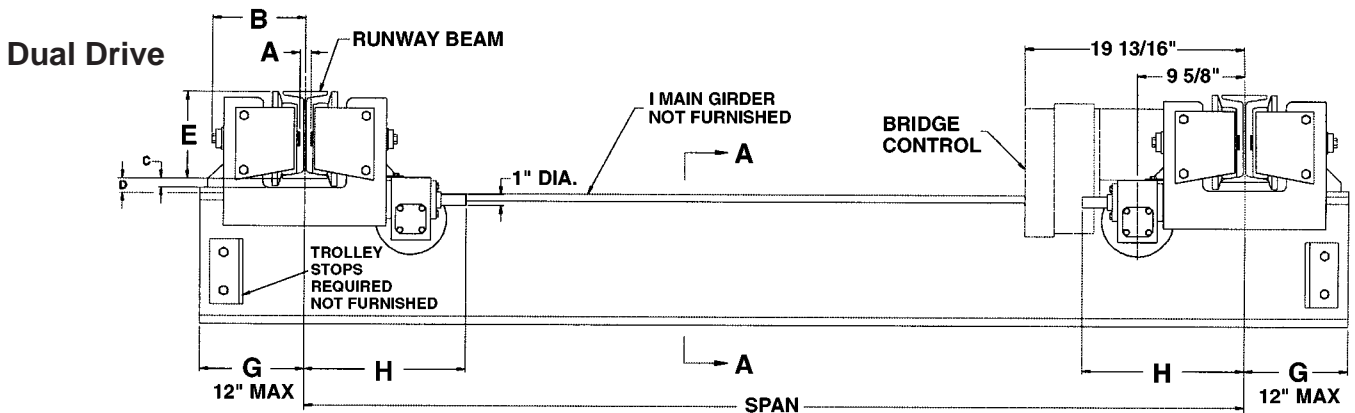 Dual Drive
B
A
RUNWAY BEAM
19 13/16"
9 5/8"
E
I MAIN GIRDER
NOT FURNISHED
BRIDGE
CONTROL
A
C
D
1" DIA.
TROLLEY
STOPS
REQUIRED
NOT FURNISHED
A
G
H
H
G
12" MAX
12" MAX
SPAN